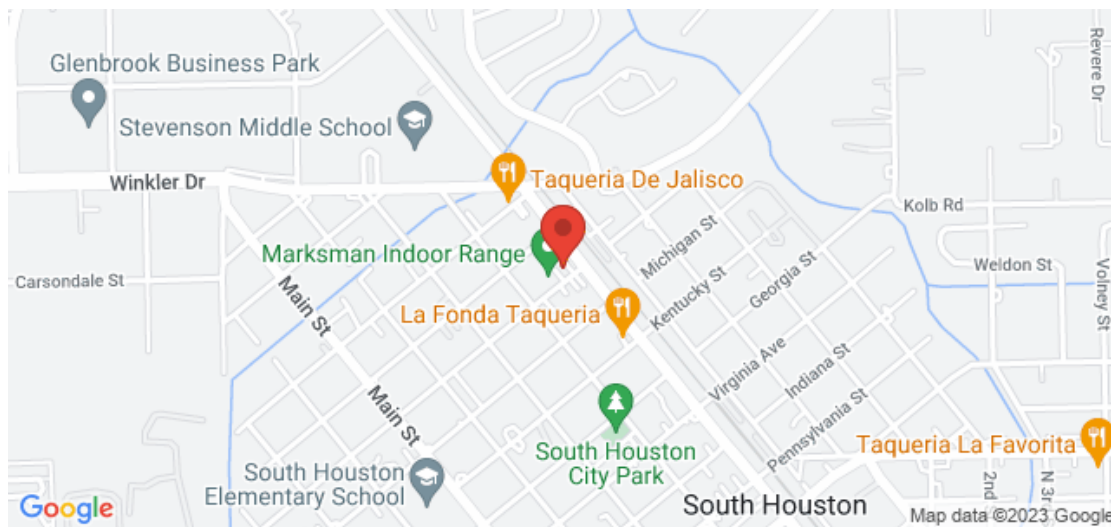 Glenbrook Business Park
Revere Dr
Stevenson Middle School
Winkler Dr
Taqueria De Jalisco
Kolb Rd
Marksman Indoor Range
Michigan St
Carsondale St
Weldon St
Main St
La Fonda Taqueria
Kentucky St
Georgia St
Volney St
Virginia Ave
Indiana St
Main St
Pennsylvania St
South Houston
City Park
Taqueria La Favorita
South Houston
Elementary School
2nd S
N 3r
South Houston
Google
Map data ©2023 Google